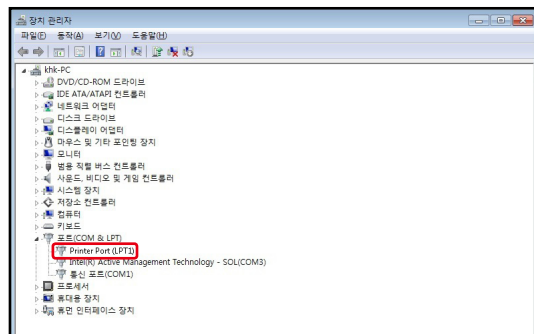 장치 관리자
파일(F) 동작(A) 보기(V) 도움말(H)
khk-PC
DVD/CD-ROM 드라이브
IDE ATA/ATAPI 컨트롤러
네트워크 어댑터
디스크 드라이브
디스플레이 어댑터
마우스 및 기타 포인팅 장치
모니터
범용 직렬 버스 컨트롤러
사운드, 비디오 및 게임 컨트롤러
시스템 장치
저장소 컨트롤러
컴퓨터
키보드
포트(COM & LPT)
Printer Port (LPT1)
Intel(R) Active Management Technology - SOL(COM3)
통신 포트(COM1)
프로세서
휴대용 장치
휴먼 인터페이스 장치